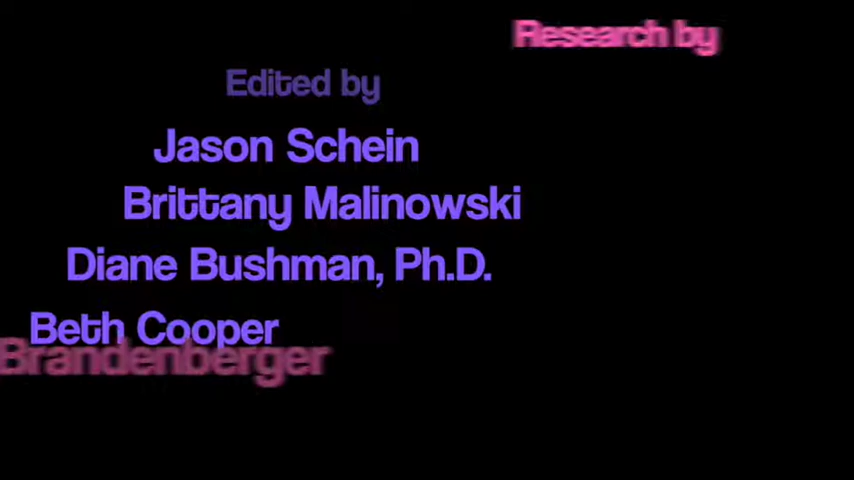 Research by
Edited by
Jason Schein
Brittany Malinowski
Diane Bushman, Ph.D.
Beth Cooper
Brandenberger